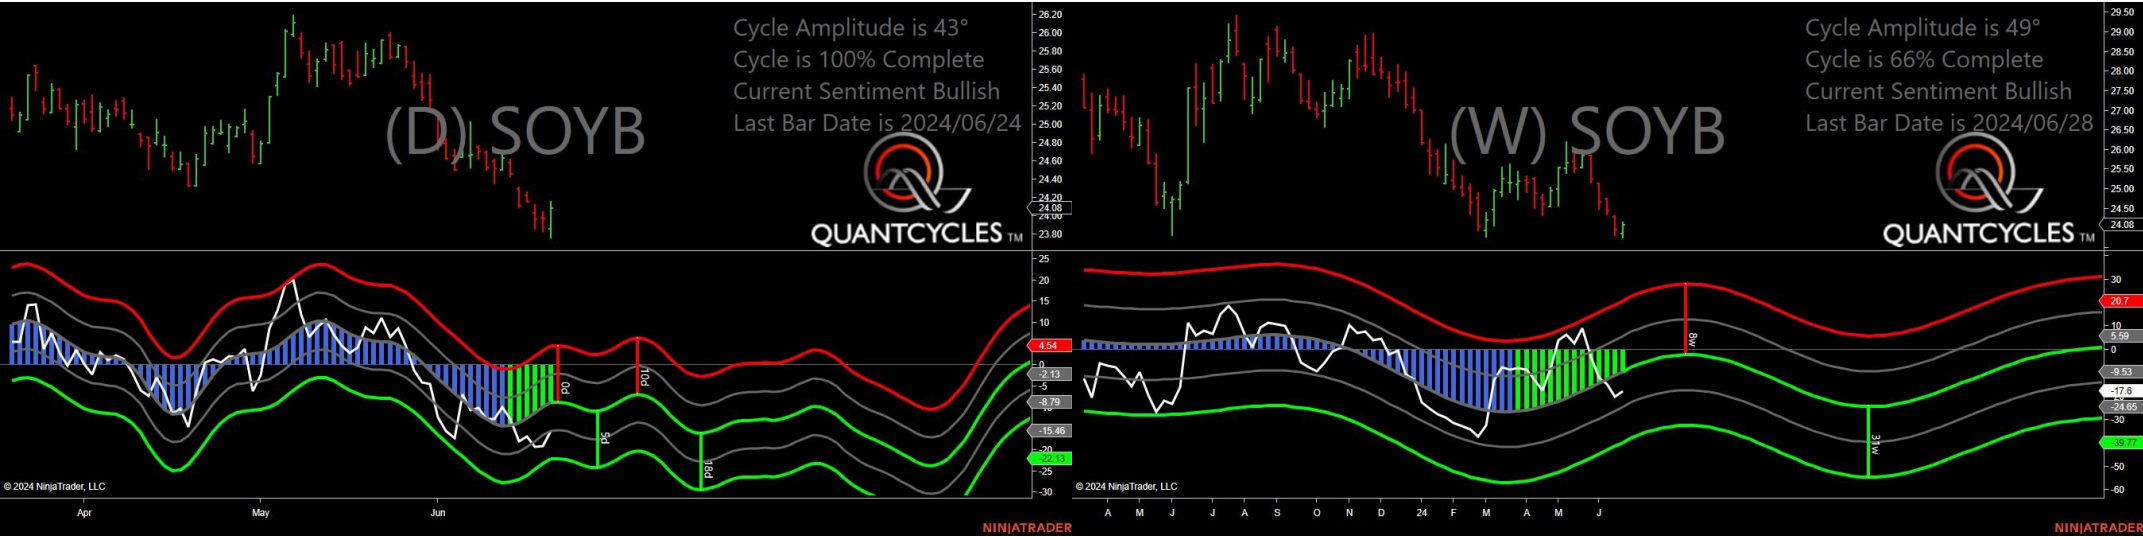 Cycle Amplitude is 43°
Cycle is 100% Complete
Current Sentiment Bullish
Last Bar Date is 2024/06/24
(D) SOYB
QUANTCYCLES TM
26.20
26.00
25.80
25.60
25.40
25.20
25.00
24.80
24.60
24.40
24.20
24.08
24.00
23.80
25
20
15
10
4.54
0
-2.13
-5
-8.79
-15.46
-20
-22.13
-25
-30
0d
10d
5d
18d
© 2024 NinjaTrader, LLC
Apr May Jun
NINJATRADER
Cycle Amplitude is 49°
Cycle is 66% Complete
Current Sentiment Bullish
Last Bar Date is 2024/06/28
(W) SOYB
QUANTCYCLES TM
29.50
29.00
28.50
28.00
27.50
27.00
26.50
26.00
25.50
25.00
24.50
24.08
30
20.7
10
5.59
0
-9.53
-17.6
-24.65
-30
-39.77
-50
-60
8w
31w
© 2024 NinjaTrader, LLC
A M J J A S O N D 24 F M A M J
NINJATRADER